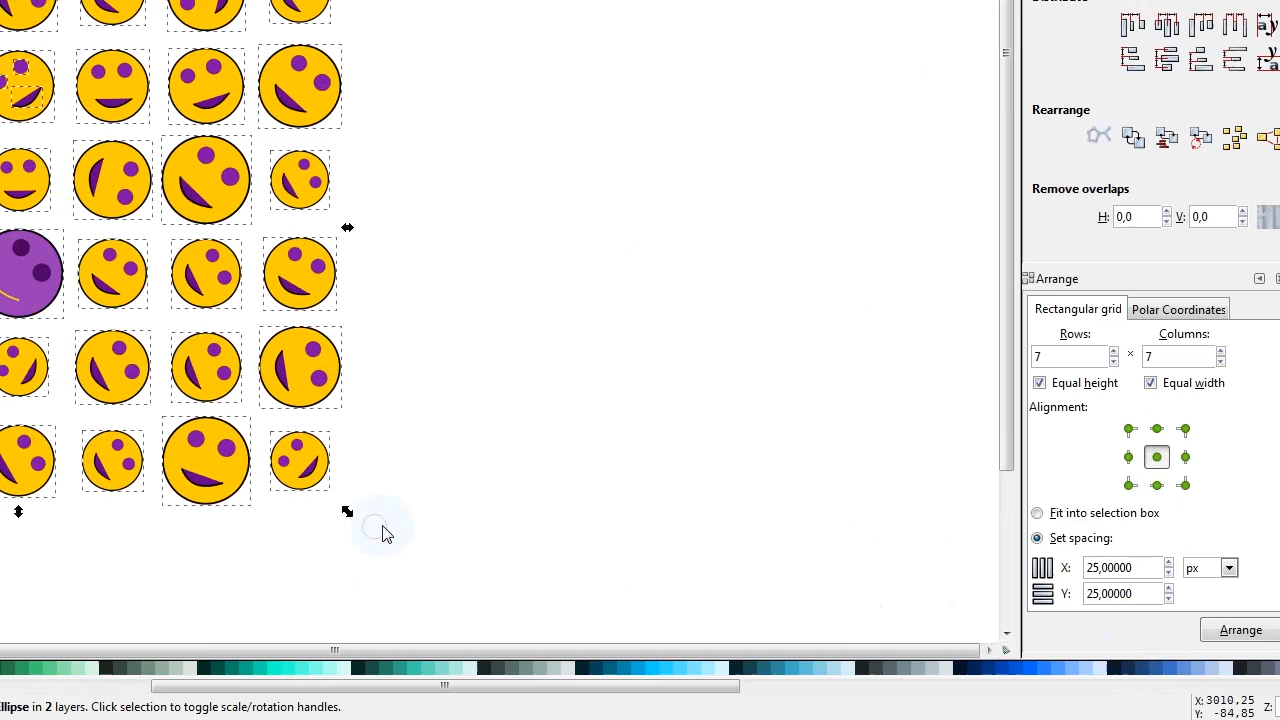 Rearrange
Remove overlaps
H: 0,0 V: 0,0
Arrange
Rectangular grid Polar Coordinates
Rows: Columns:
7 × 7
Equal height Equal width
Alignment:
Fit into selection box
Set spacing:
X: 25,00000 px
Y: 25,00000
Arrange
Ellipse in 2 layers. Click selection to toggle scale/rotation handles.
X: 3010,25 Z:
Y: -84,85